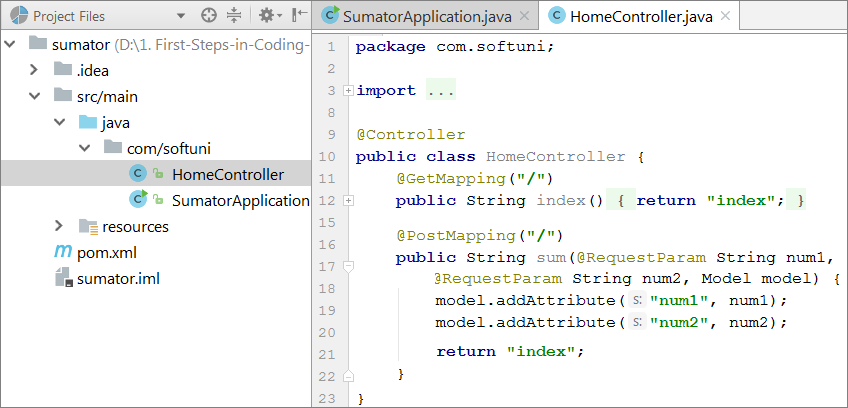 Project Files
sumator (D:\1. First-Steps-in-Coding-
.idea
src/main
java
com/softuni
HomeController
SumatorApplication
resources
pom.xml
sumator.iml
SumatorApplication.java
HomeController.java
1 package com.softuni;
2
3 import ...
9 @Controller
10 public class HomeController {
11 @GetMapping("/")
12 public String index() { return "index"; }
15
16 @PostMapping("/")
17 public String sum(@RequestParam String num1,
18 @RequestParam String num2, Model model) {
19 model.addAttribute( s: "num1", num1);
20 model.addAttribute( s: "num2", num2);
21 return "index";
22 }
23 }